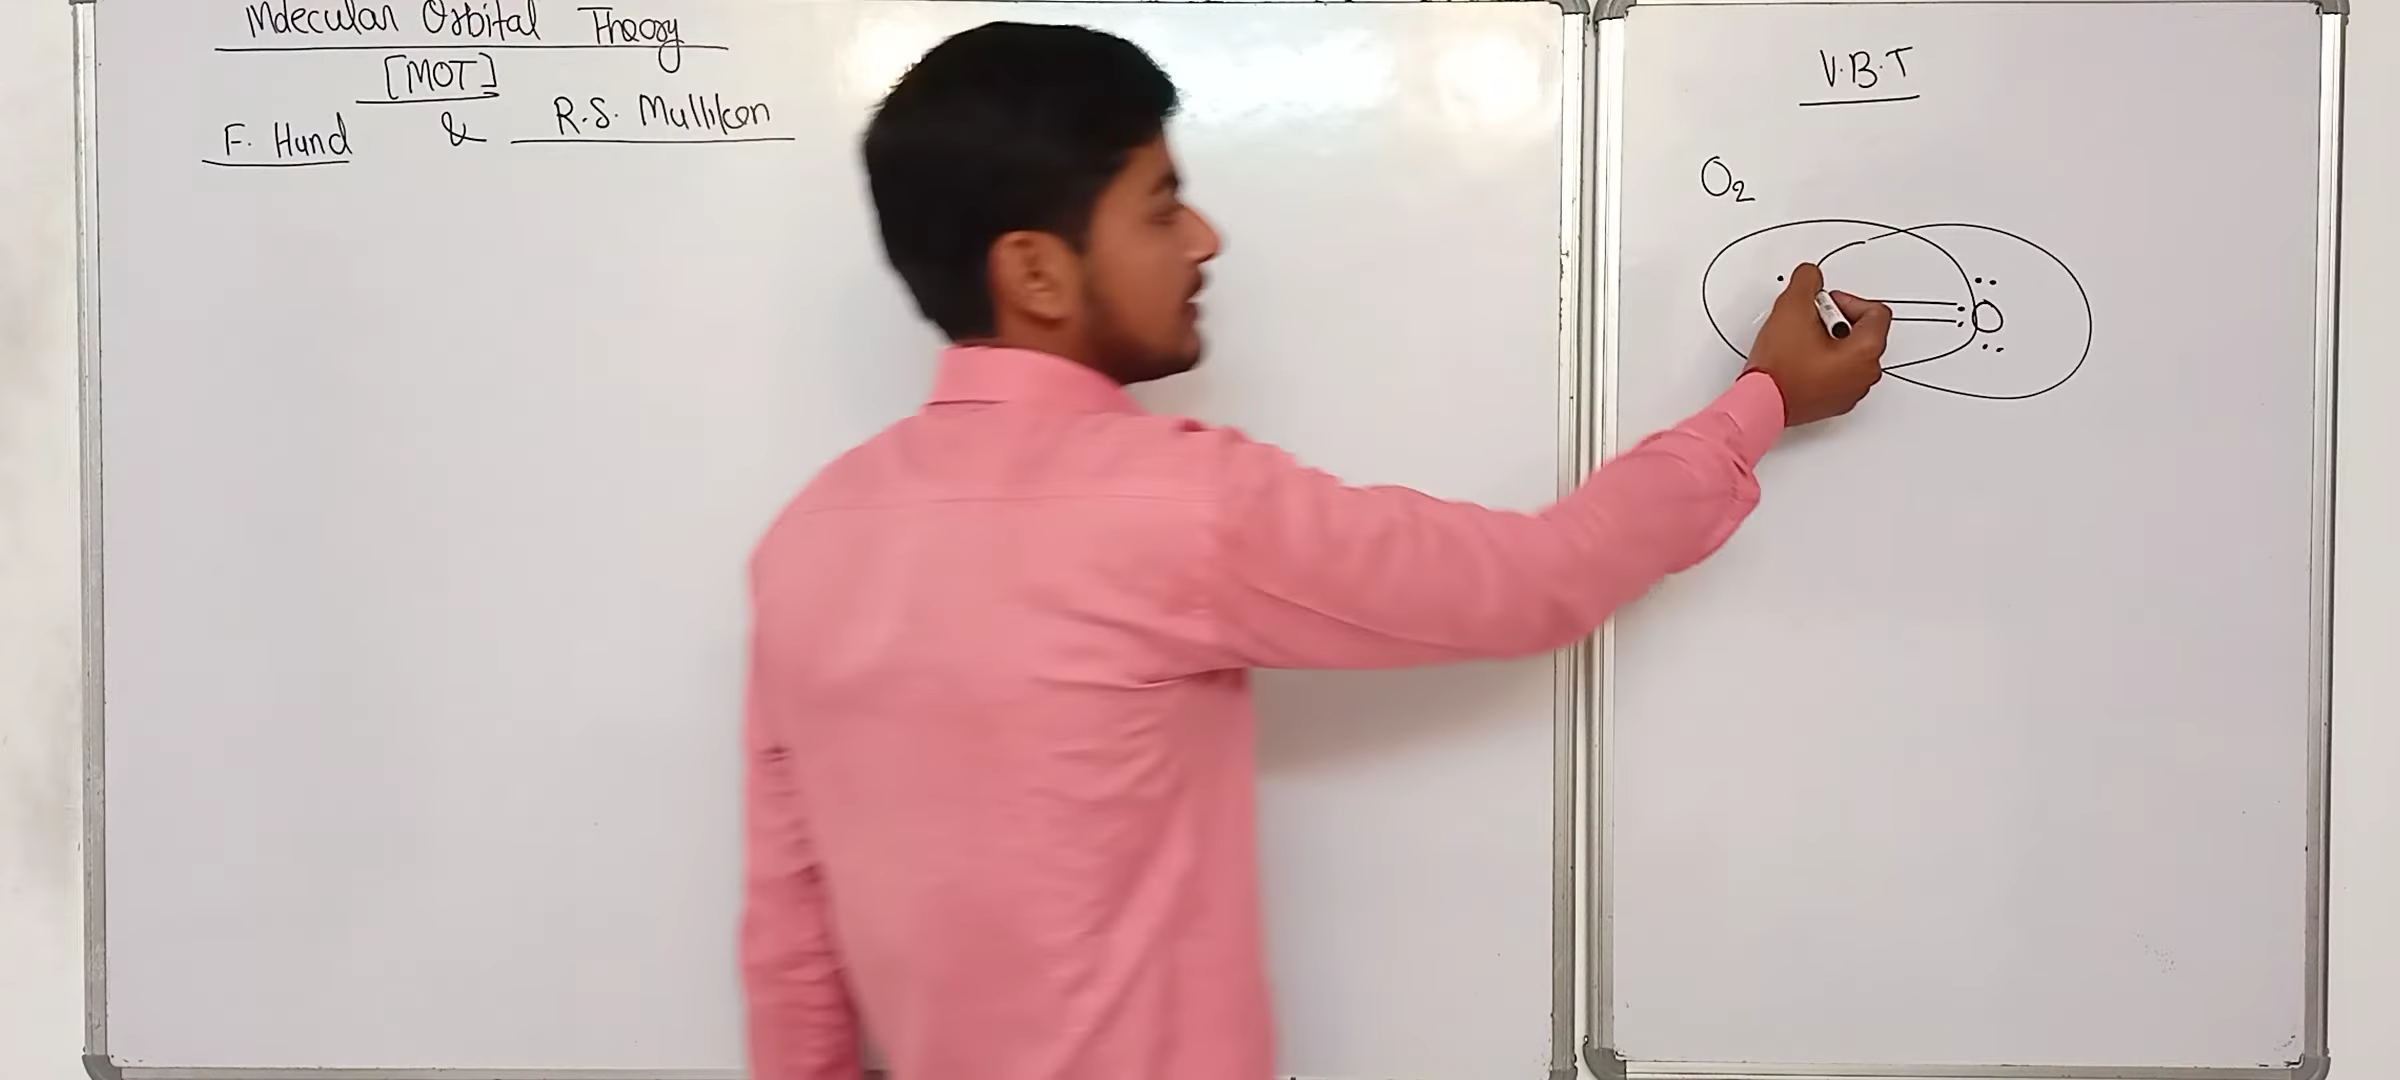 Molecular Orbital Theory
[MOT]
F. Hund & R.S. Mulliken
V.B.T
O2
O